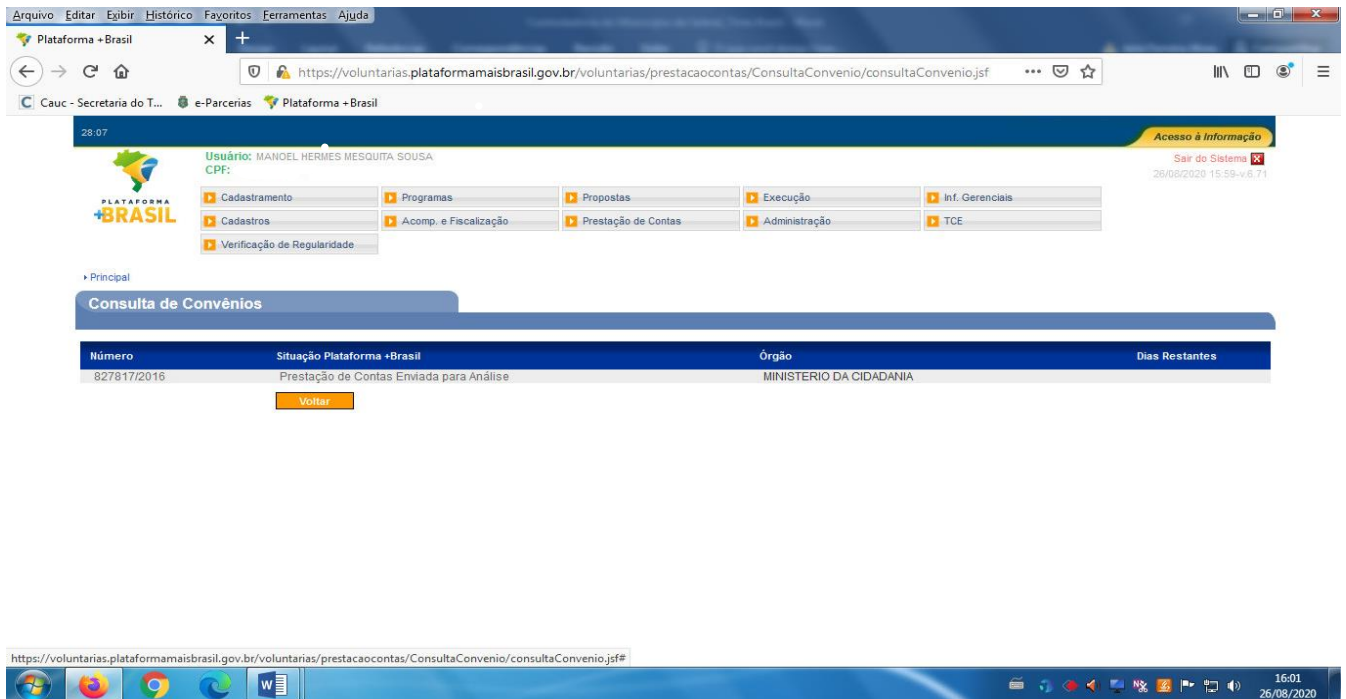 Arquivo Editar Exibir Histórico Favoritos Ferramentas Ajuda
Plataforma +Brasil
https://voluntarias.plataformamaisbrasil.gov.br/voluntarias/prestacaocontas/ConsultaConvenio/consultaConvenio.jsf
Cauc - Secretaria do T... e-Parcerias Plataforma +Brasil
28:07 Acesso à Informação
Usuário: MANOEL HERMES MESQUITA SOUSA Sair do Sistema
CPF: 26/08/2020 15:59-v.6.71
PLATAFORMA
+BRASIL
Cadastramento Programas Propostas Execução Inf. Gerenciais
Cadastros Acomp. e Fiscalização Prestação de Contas Administração TCE
Verificação de Regularidade
Principal
Consulta de Convênios
Número Situação Plataforma +Brasil Órgão Dias Restantes
827817/2016 Prestação de Contas Enviada para Análise MINISTERIO DA CIDADANIA
Voltar
https://voluntarias.plataformamaisbrasil.gov.br/voluntarias/prestacaocontas/ConsultaConvenio/consultaConvenio.jsf#
16:01
26/08/2020